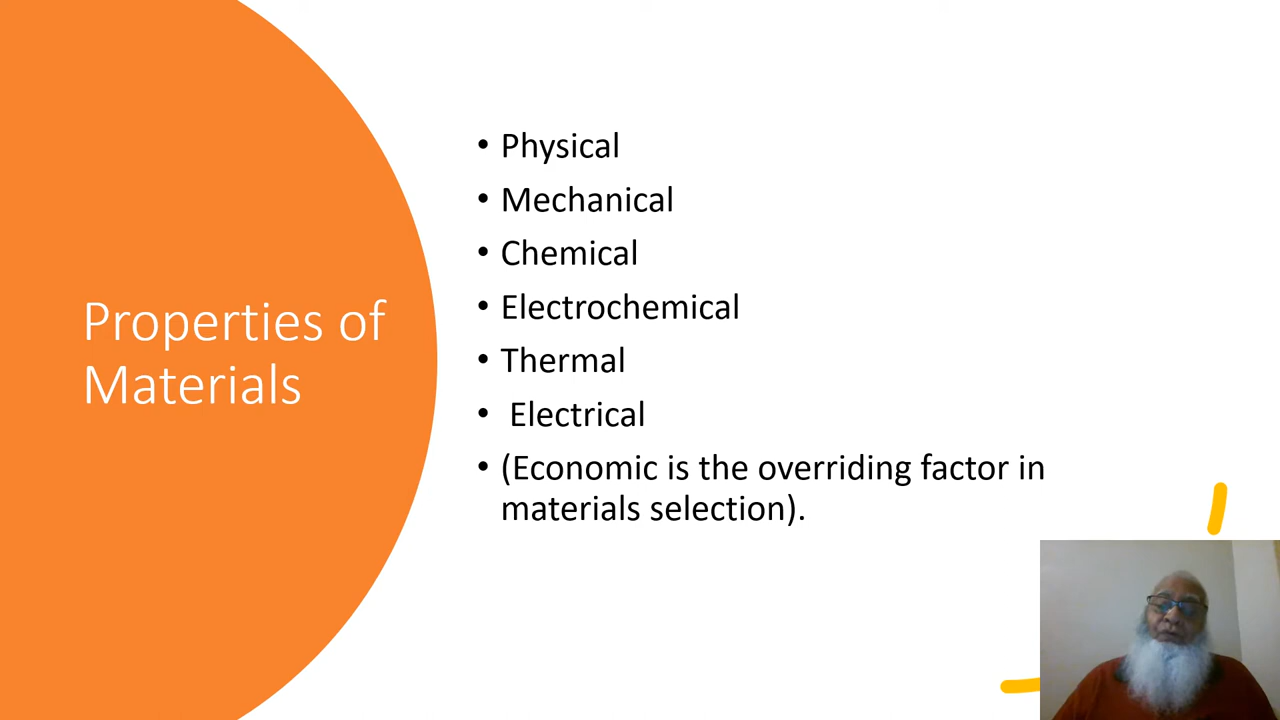 Properties of
Materials
• Physical
• Mechanical
• Chemical
• Electrochemical
• Thermal
• Electrical
• (Economic is the overriding factor in
materials selection).